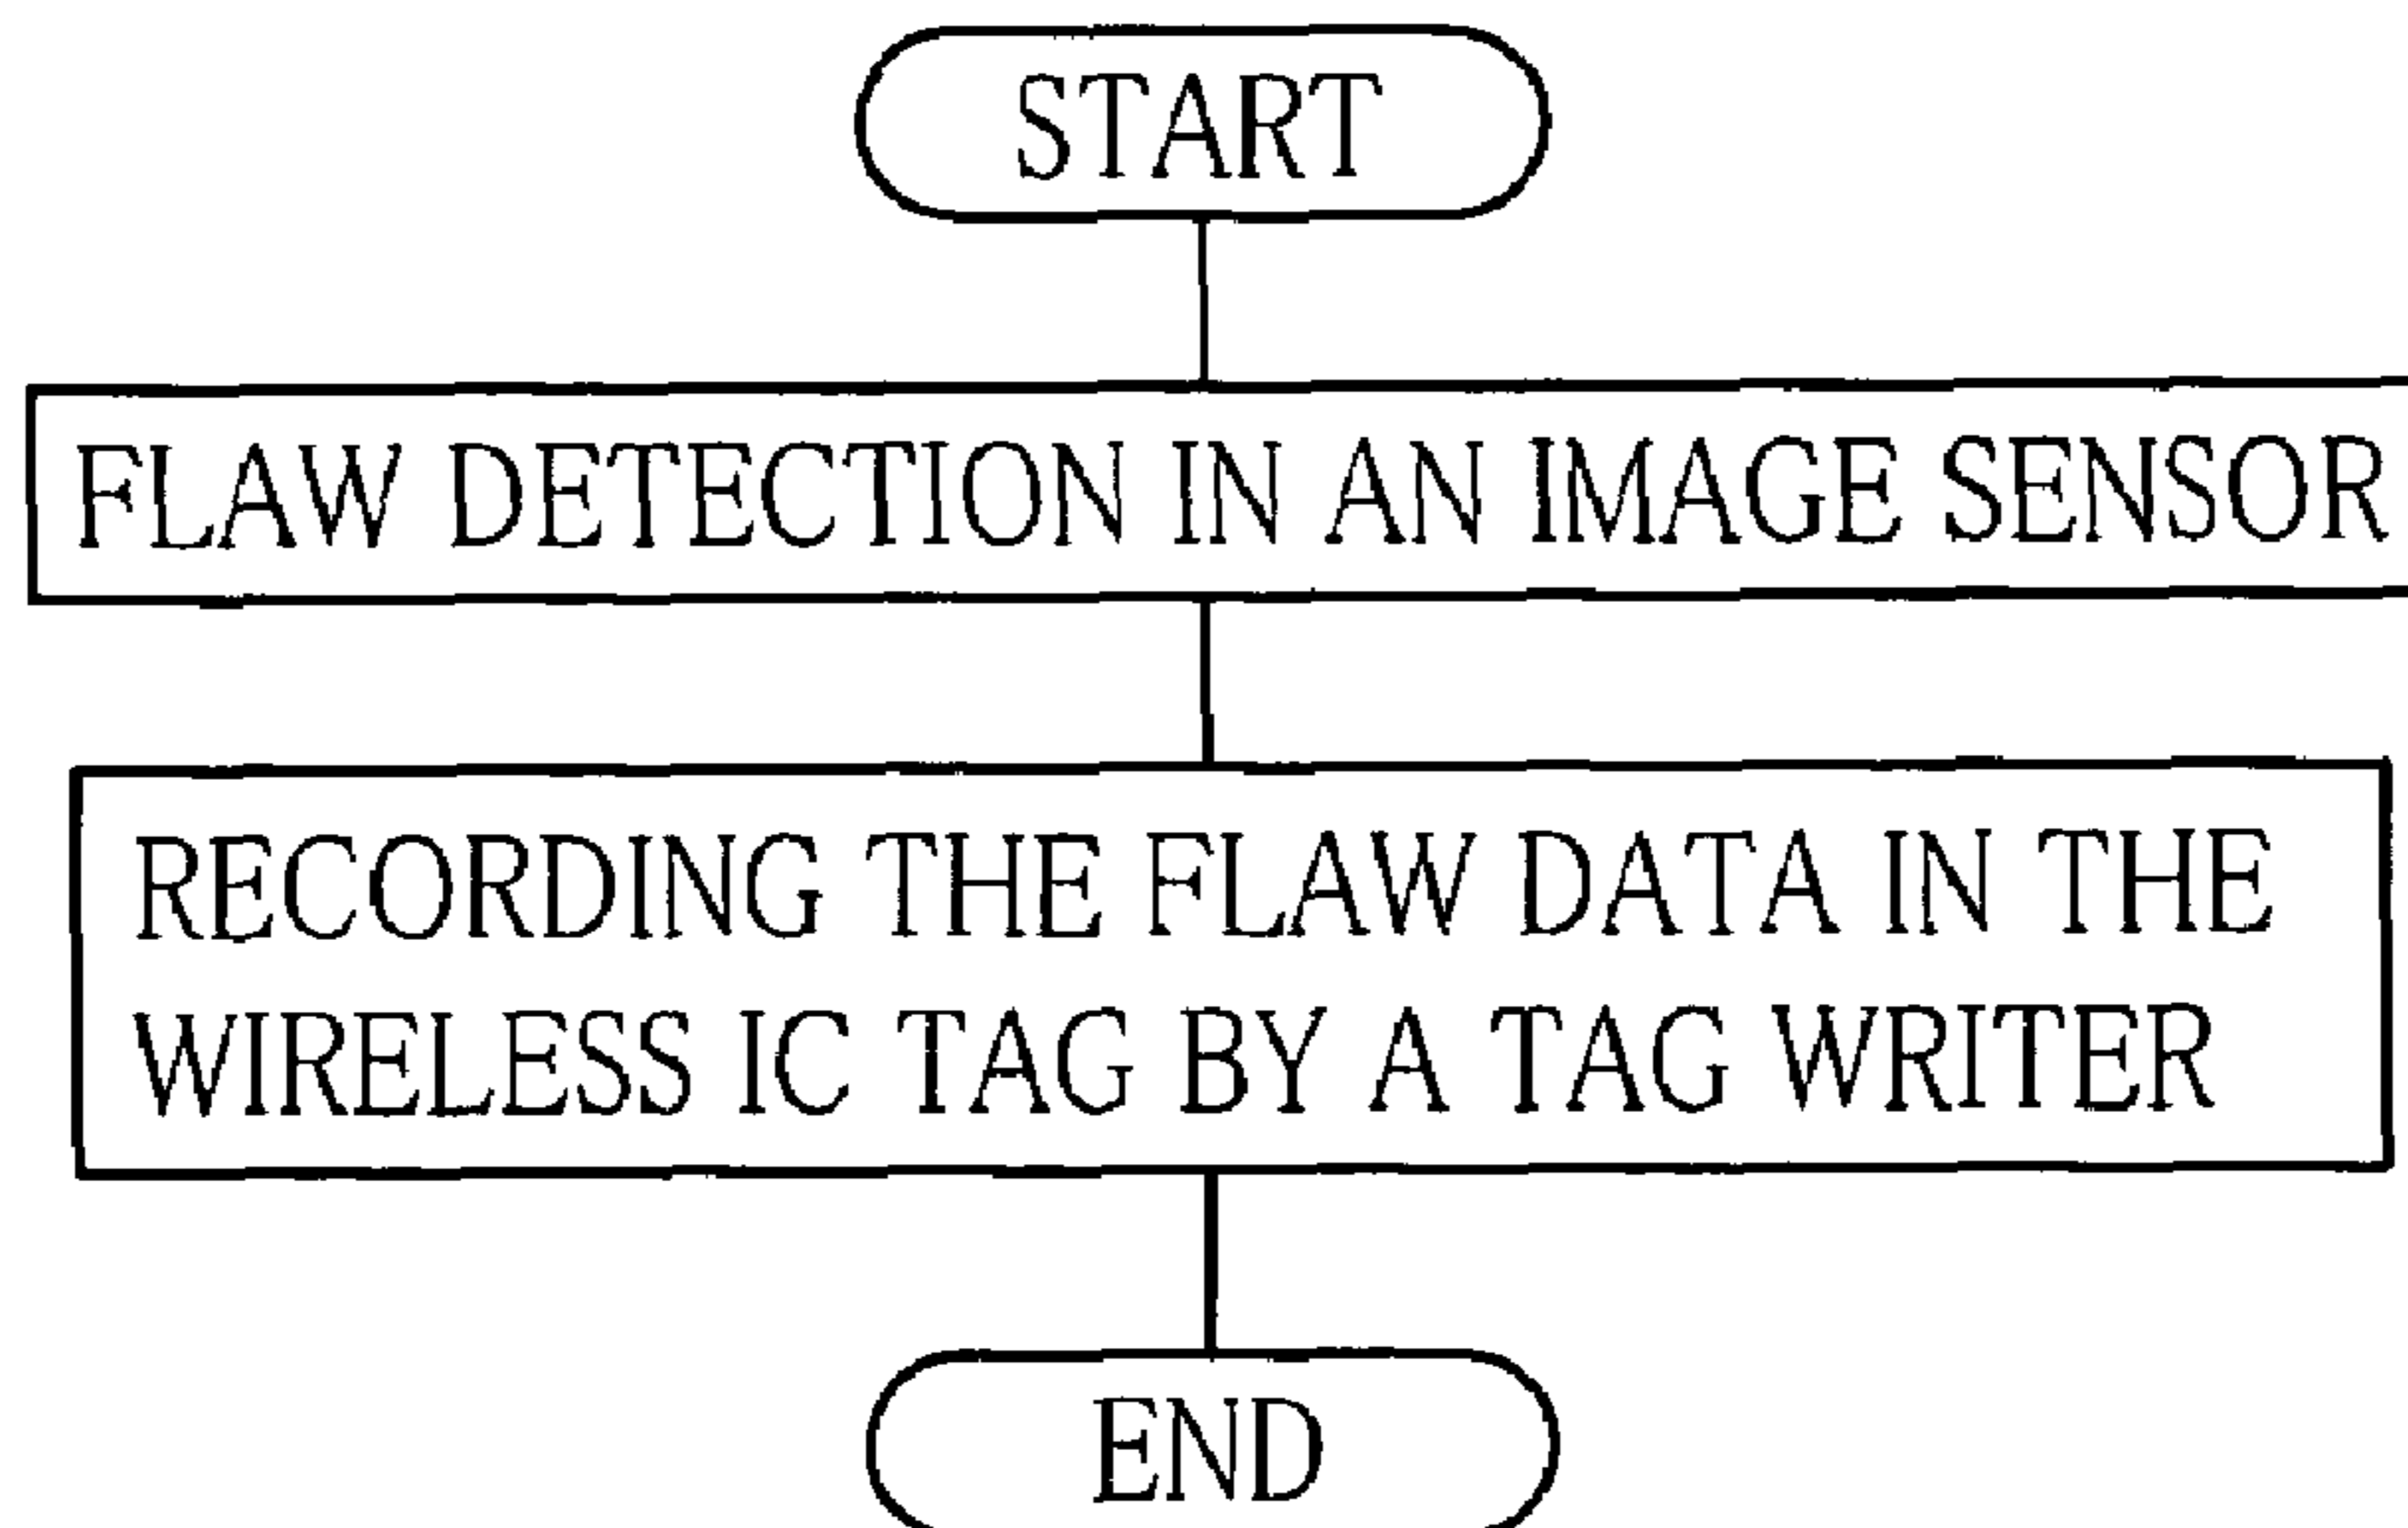 START
FLAW DETECTION IN AN IMAGE SENSOR
RECORDING THE FLAW DATA IN THE
WIRELESS IC TAG BY A TAG WRITER
END